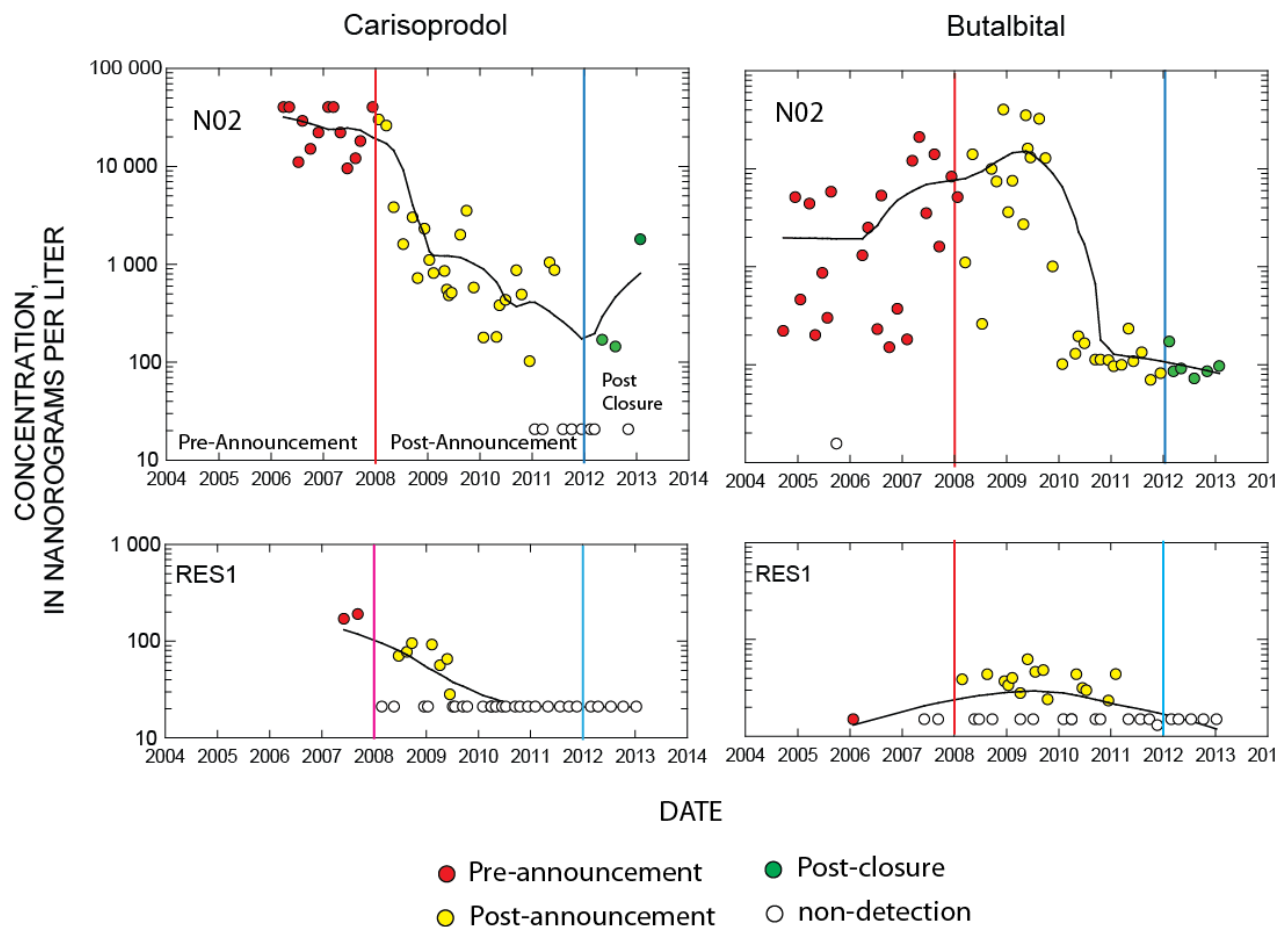 Carisoprodol
Butalbital
100 000
10 000
1 000
100
10
N02
Pre-Announcement
Post-Announcement
Post
Closure
2004 2005 2006 2007 2008 2009 2010 2011 2012 2013 2014
N02
2004 2005 2006 2007 2008 2009 2010 2011 2012 2013 201
CONCENTRATION,
IN NANOROGRAMS PER LITER
1 000
100
10
RES1
2004 2005 2006 2007 2008 2009 2010 2011 2012 2013 2014
RES1
2004 2005 2006 2007 2008 2009 2010 2011 2012 2013 201
DATE
Pre-announcement
Post-closure
Post-announcement
non-detection